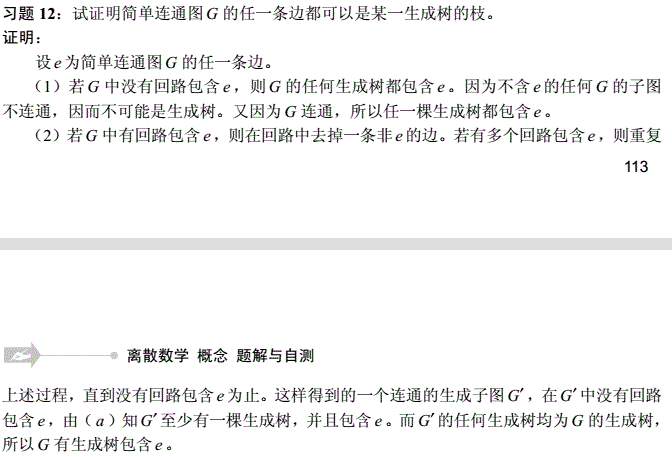 习题 12：试证明简单连通图 G 的任一条边都可以是某一生成树的枝。
证明：
设 e 为简单连通图 G 的任一条边。
（1）若 G 中没有回路包含 e，则 G 的任何生成树都包含 e。因为不含 e 的任何 G 的子图
不连通，因而不可能是生成树。又因为 G 连通，所以任一棵生成树都包含 e。
（2）若 G 中有回路包含 e，则在回路中去掉一条非 e 的边。若有多个回路包含 e，则重复
113
离散数学 概念 题解与自测
上述过程，直到没有回路包含 e 为止。这样得到的一个连通的生成子图 G′，在 G′ 中没有回路
包含 e，由（a）知 G′ 至少有一棵生成树，并且包含 e。而 G′ 的任何生成树均为 G 的生成树，
所以 G 有生成树包含 e。